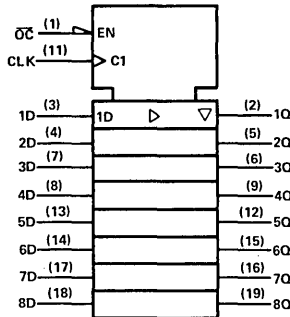 OC (1) EN
CLK (11) C1
1D (3) 1D (2) 1Q
2D (4) (5) 2Q
3D (7) (6) 3Q
4D (8) (9) 4Q
5D (13) (12) 5Q
6D (14) (15) 6Q
7D (17) (16) 7Q
8D (18) (19) 8Q